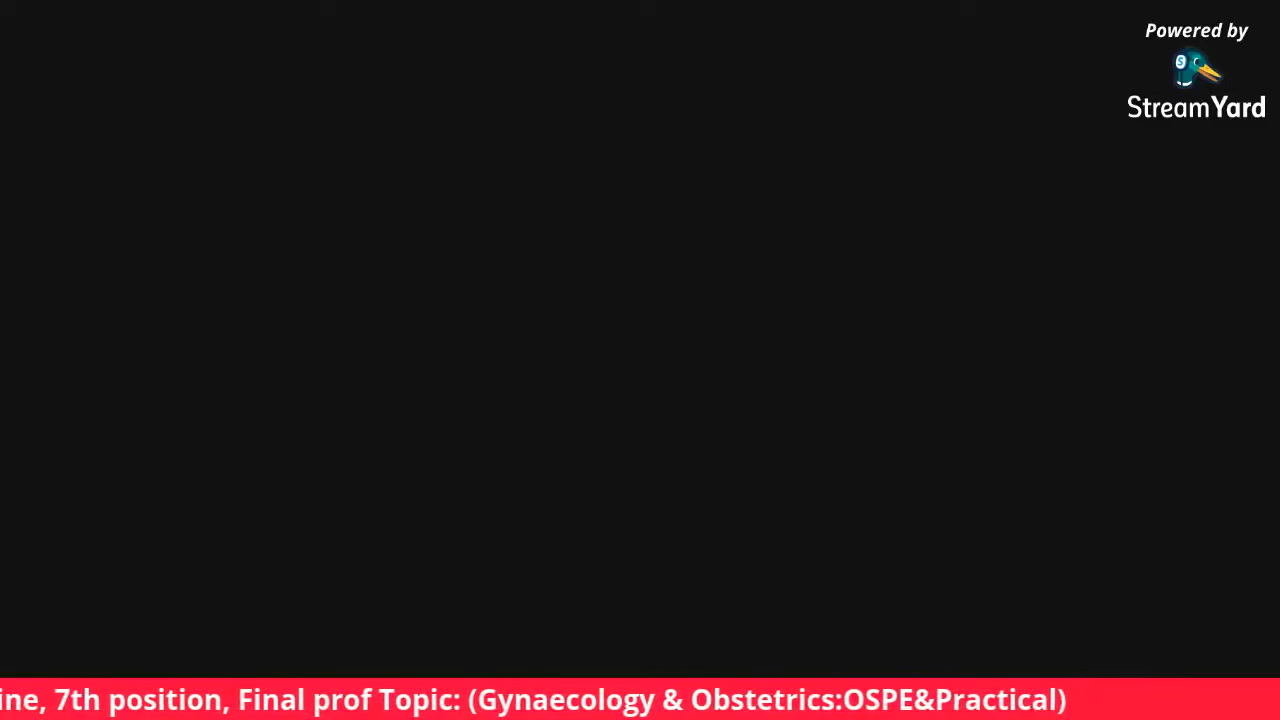 Powered by
StreamYard
ine, 7th position, Final prof Topic: (Gynaecology & Obstetrics:OSPE&Practical)